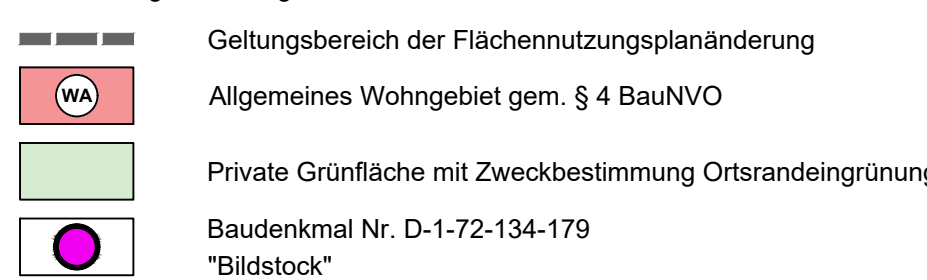 Geltungsbereich der Flächennutzungsplanänderung
WA Allgemeines Wohngebiet gem. § 4 BauNVO
Private Grünfläche mit Zweckbestimmung Ortsrandeingrünung
Baudenkmal Nr. D-1-72-134-179
"Bildstock"